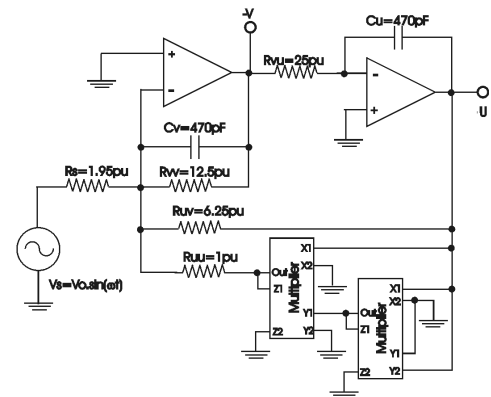 -V
Cu=470pF
Rvu=25pu
+
-
-
+
U
Cv=470pF
Rs=1.95pu
Rvv=12.5pu
Ruv=6.25pu
Ruu=1pu
Vs=Vo.sin(ωt)
Multiplier
Out
X1
X2
Z1
Y1
Z2
Y2
Multiplier
Out
X1
X2
Z1
Y1
Z2
Y2